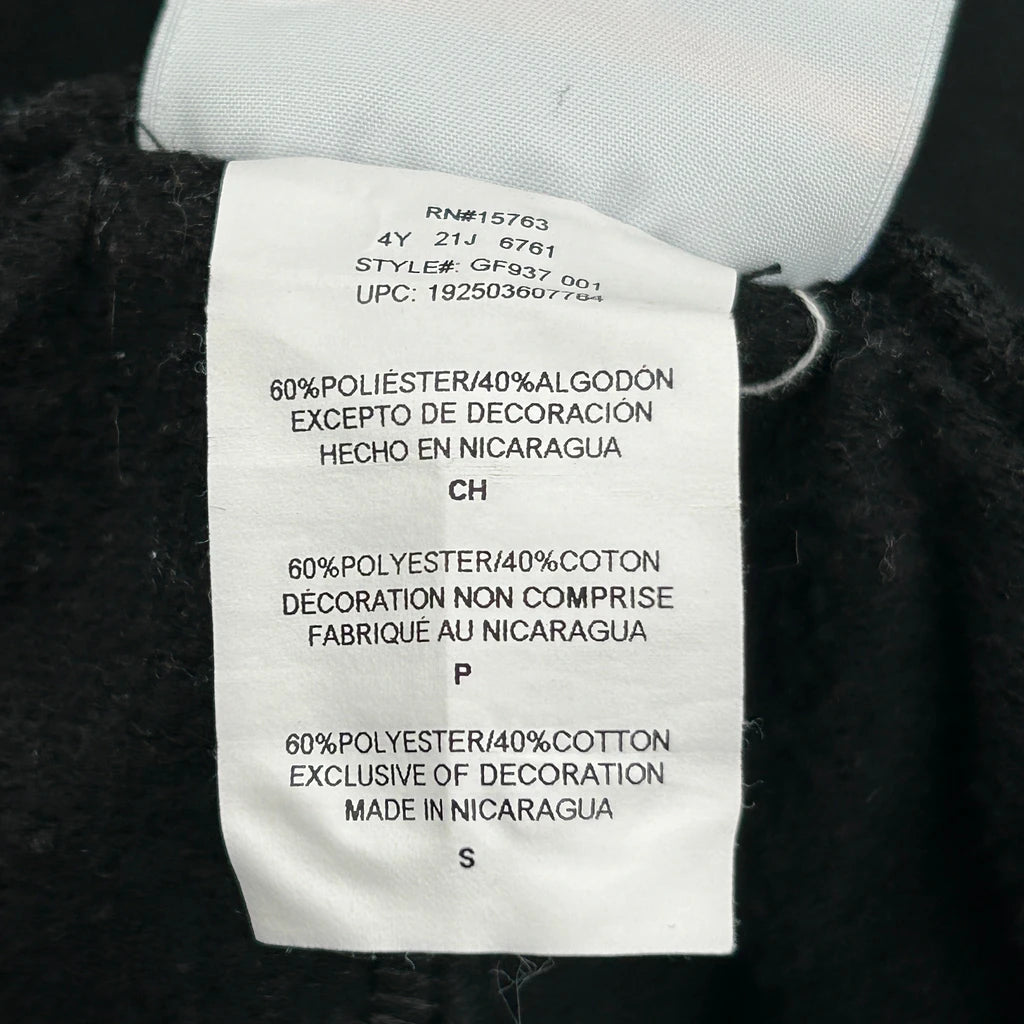 RN#15763
4Y 21J 6761
STYLE#: GF937 001
UPC: 192503607764
60%POLIÉSTER/40%ALGODÓN
EXCEPTO DE DECORACIÓN
HECHO EN NICARAGUA
CH
60%POLYESTER/40%COTON
DÉCORATION NON COMPRISE
FABRIQUÉ AU NICARAGUA
P
60%POLYESTER/40%COTTON
EXCLUSIVE OF DECORATION
MADE IN NICARAGUA
S